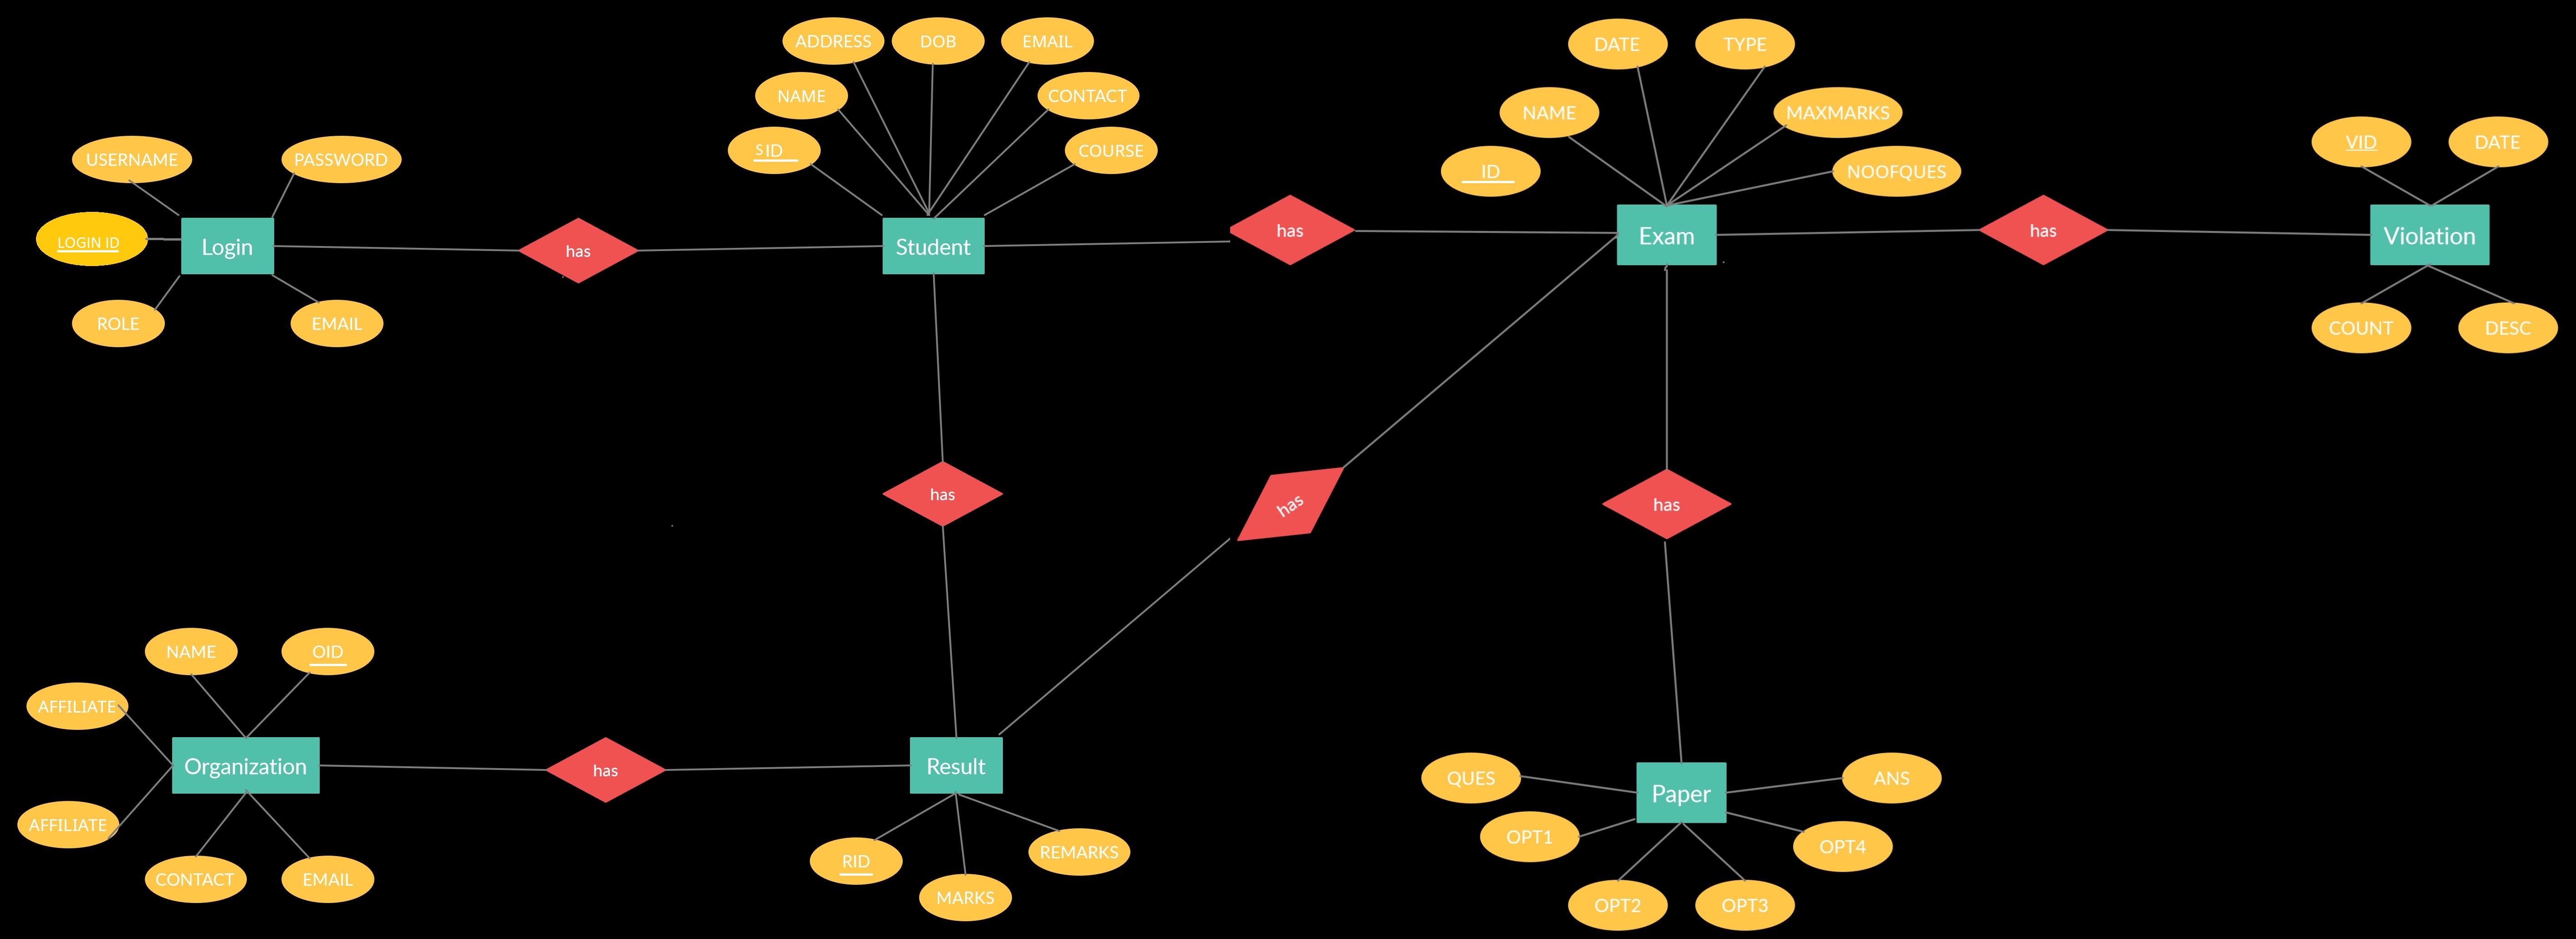 ADDRESS
DOB
EMAIL
NAME
CONTACT
SID
COURSE
USERNAME
PASSWORD
LOGIN ID
Login
ROLE
EMAIL
has
Student
has
DATE
TYPE
NAME
MAXMARKS
ID
NOOFQUES
Exam
has
VID
DATE
Violation
COUNT
DESC
has
has
has
NAME
OID
AFFILIATE
Organization
AFFILIATE
CONTACT
EMAIL
has
Result
RID
REMARKS
MARKS
QUES
Paper
ANS
OPT1
OPT4
OPT2
OPT3